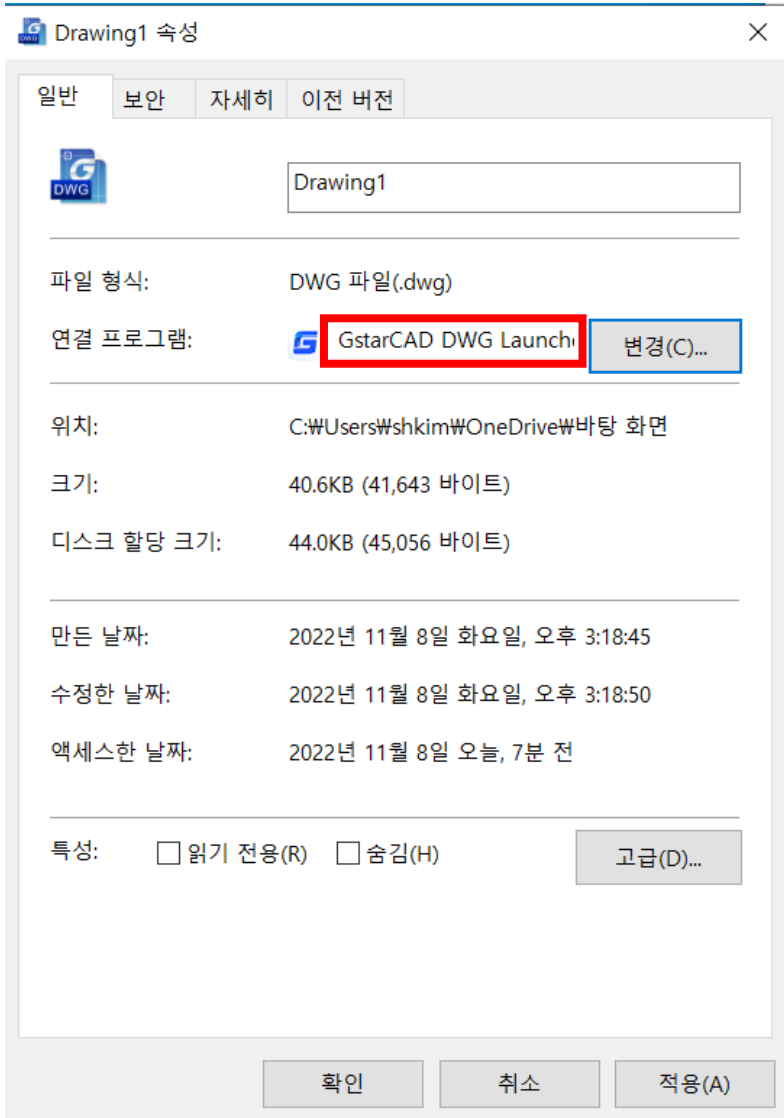 Drawing1 속성
일반 보안 자세히 이전 버전
DWG
Drawing1
파일 형식: DWG 파일(.dwg)
연결 프로그램: GstarCAD DWG Launche 변경(C)...
위치: C:₩Users₩shkim₩OneDrive₩바탕 화면
크기: 40.6KB (41,643 바이트)
디스크 할당 크기: 44.0KB (45,056 바이트)
만든 날짜: 2022년 11월 8일 화요일, 오후 3:18:45
수정한 날짜: 2022년 11월 8일 화요일, 오후 3:18:50
액세스한 날짜: 2022년 11월 8일 오늘, 7분 전
특성: 읽기 전용(R) 숨김(H) 고급(D)...
확인 취소 적용(A)